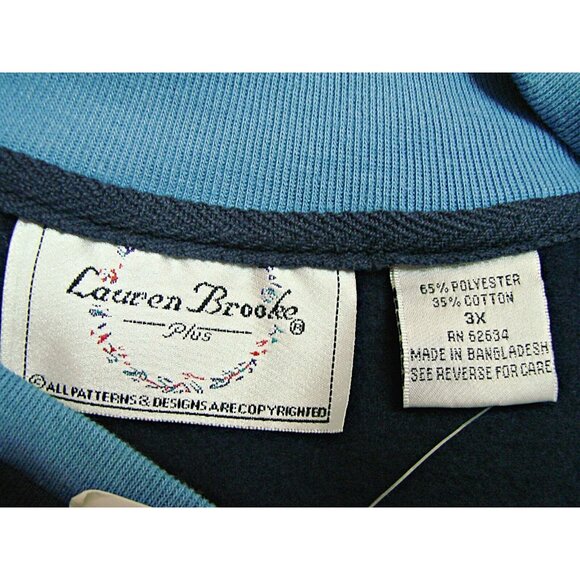 Lauren Brooke®
Plus
©ALL PATTERNS & DESIGNS ARE COPYRIGHTED
65% POLYESTER
35% COTTON
3X
RN 62634
MADE IN BANGLADESH
SEE REVERSE FOR CARE